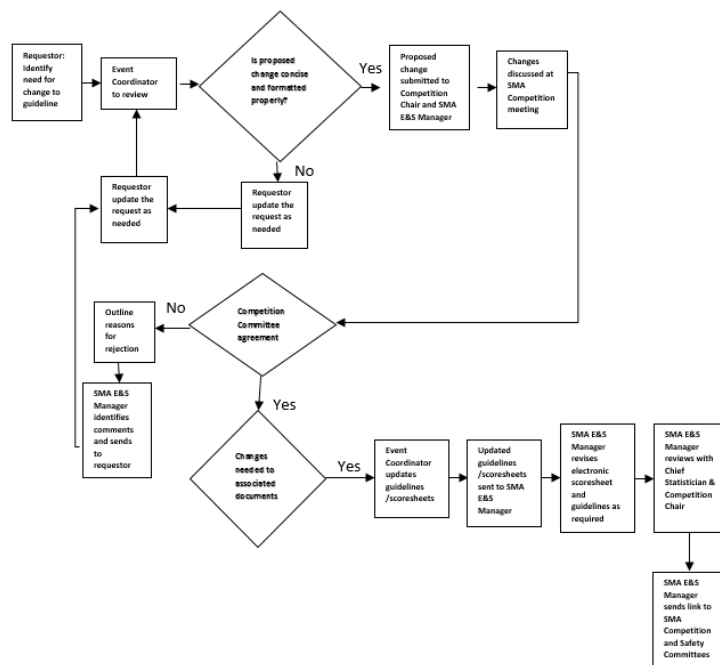 Requestor:
Identify
need for
change to
guideline
Event
Coordinator
to review
Is proposed
change concise
and formatted
properly?
Yes
Proposed
change
submitted to
Competition
Chair and SMA
E&S Manager
Changes
discussed at
SMA
Competition
meeting
No
Requestor
update the
request as
needed
Requestor
update the
request as
needed
Competition
Committee
agreement
No
Outline
reasons
for
rejection
SMA E&S
Manager
identifies
comments
and sends
to
requestor
Yes
Changes
needed to
associated
documents
Yes
Event
Coordinator
updates
guidelines
/scoresheets
Updated
guidelines
/scoresheets
sent to SMA
E&S
Manager
SMA E&S
Manager
revises
electronic
scoresheet
and
guidelines as
required
SMA E&S
Manager
reviews with
Chief
Statistician &
Competition
Chair
SMA E&S
Manager
sends link to
SMA
Competition
and Safety
Committees